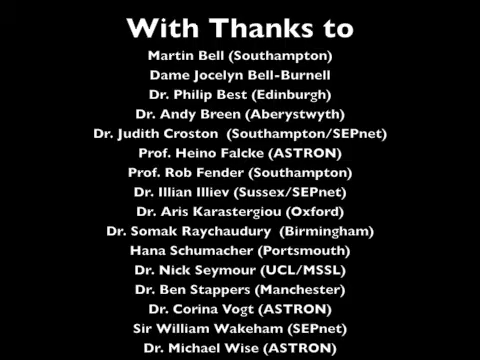 With Thanks to
Martin Bell (Southampton)
Dame Jocelyn Bell-Burnell
Dr. Philip Best (Edinburgh)
Dr. Andy Breen (Aberystwyth)
Dr. Judith Croston (Southampton/SEPnet)
Prof. Heino Falcke (ASTRON)
Prof. Rob Fender (Southampton)
Dr. Illian Illiev (Sussex/SEPnet)
Dr. Aris Karastergiou (Oxford)
Dr. Somak Raychaudury (Birmingham)
Hana Schumacher (Portsmouth)
Dr. Nick Seymour (UCL/MSSL)
Dr. Ben Stappers (Manchester)
Dr. Corina Vogt (ASTRON)
Sir William Wakeham (SEPnet)
Dr. Michael Wise (ASTRON)